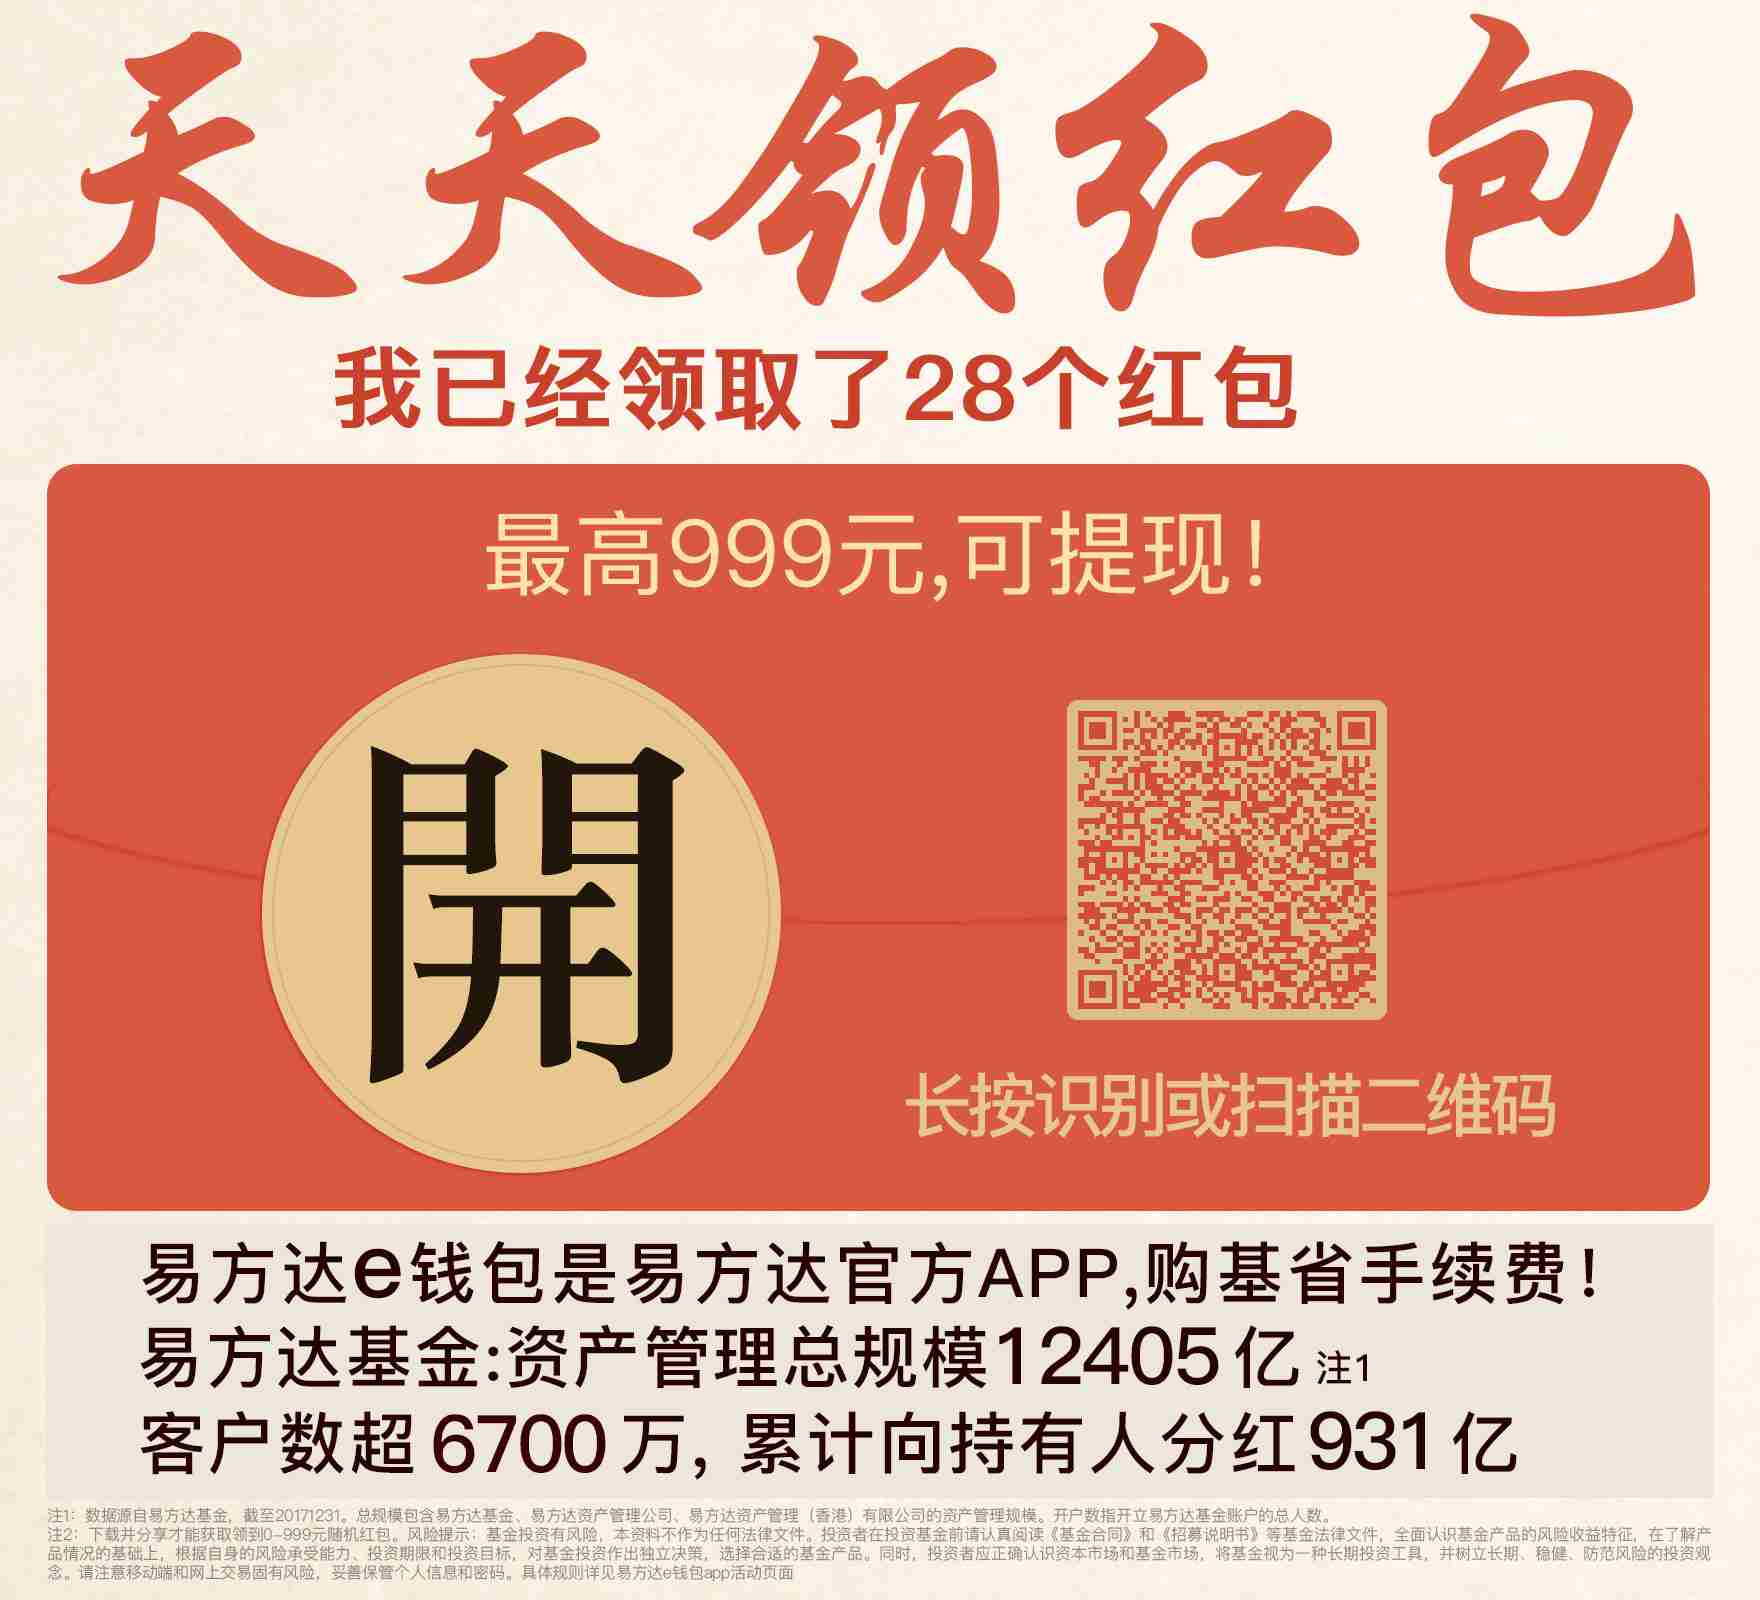 天天领红包
我已经领取了28个红包
最高999元,可提现！
開
长按识别或扫描二维码
易方达e钱包是易方达官方APP,购基省手续费！
易方达基金:资产管理总规模12405亿 注1
客户数超6700万，累计向持有人分红931亿
注1：数据源自易方达基金，截至20171231。总规模包含易方达基金、易方达资产管理公司、易方达资产管理（香港）有限公司的资产管理规模。开户数指开立易方达基金账户的总人数。
注2：下载并分享才能获取领到0-999元随机红包。风险提示：基金投资有风险，本资料不作为任何法律文件。投资者在投资基金前请认真阅读《基金合同》和《招募说明书》等基金法律文件，全面认识基金产品的风险收益特征，在了解产
品情况的基础上，根据自身的风险承受能力、投资期限和投资目标，对基金投资作出独立决策，选择合适的基金产品。同时，投资者应正确认识资本市场和基金市场，将基金视为一种长期投资工具，并树立长期、稳健、防范风险的投资观
念。请注意移动端和网上交易固有风险，妥善保管个人信息和密码。具体规则详见易方达e钱包app活动页面